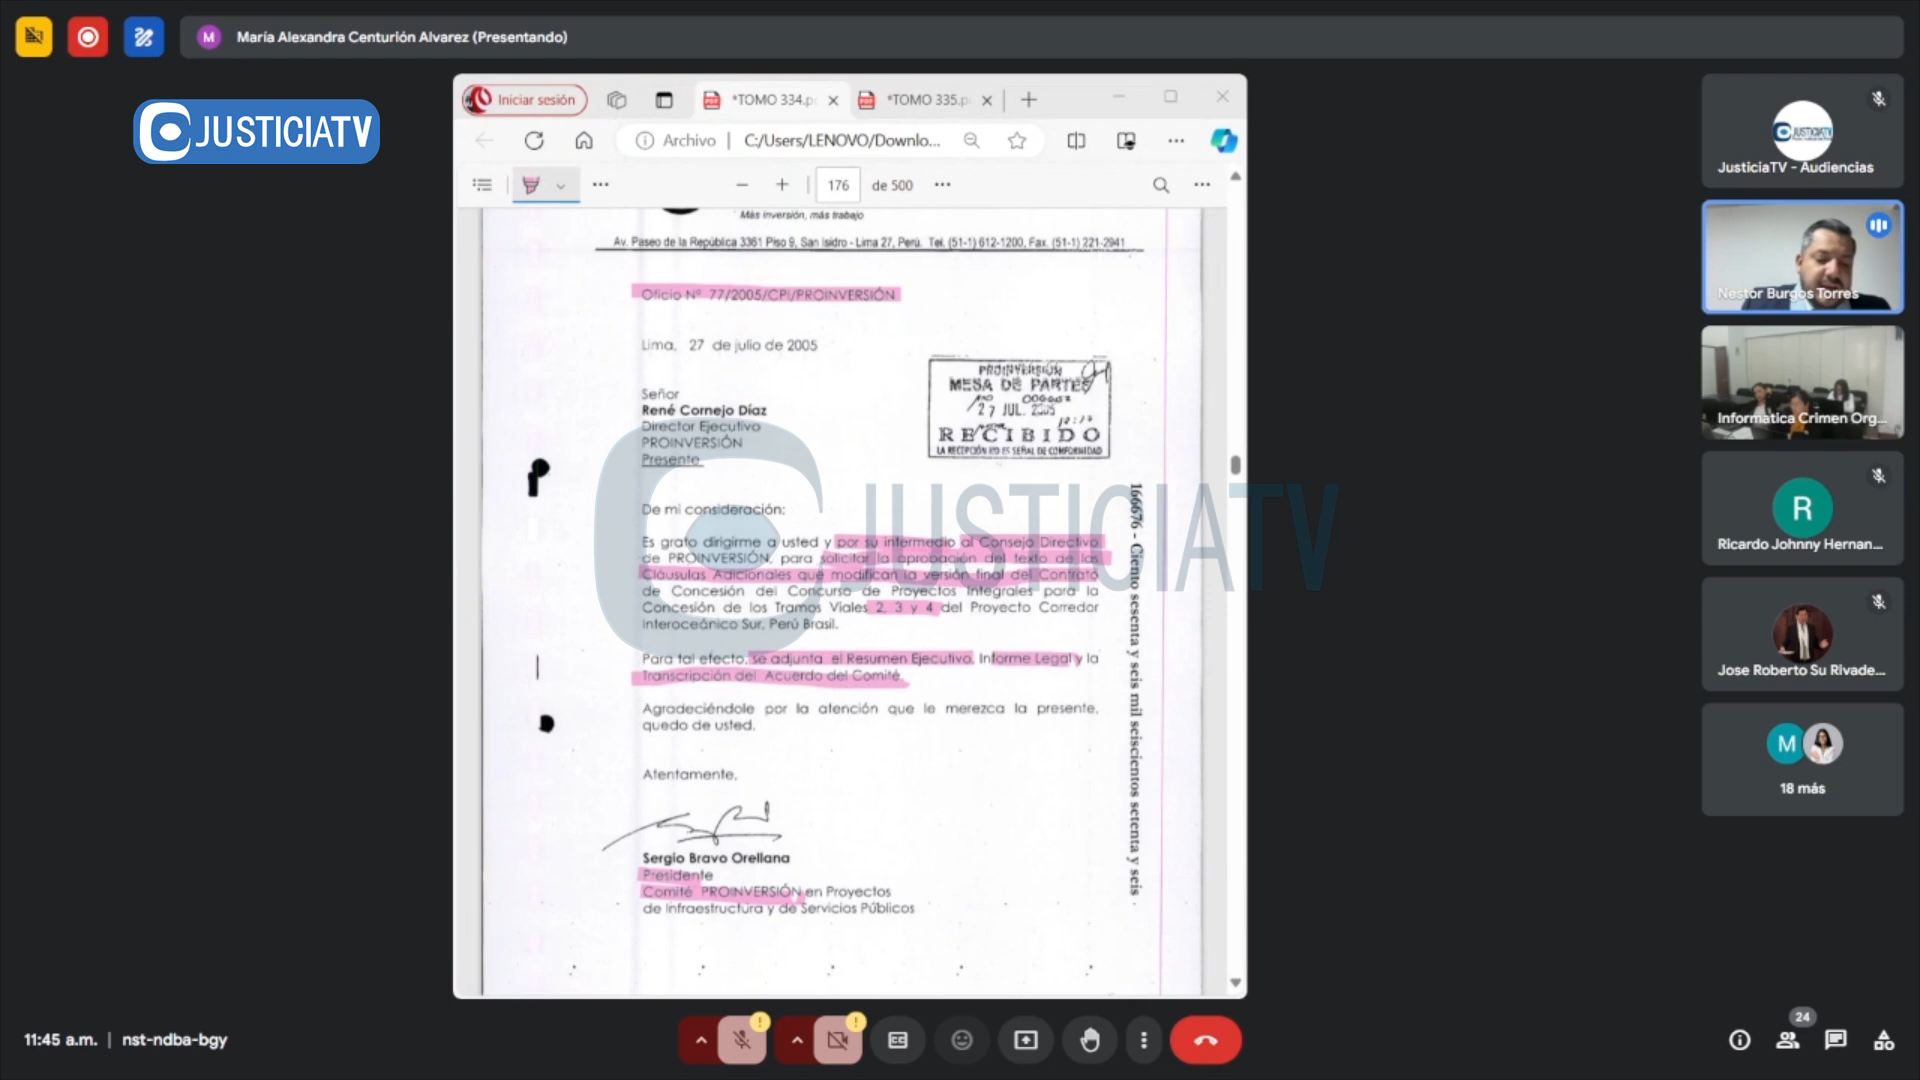 María Alexandra Centurión Alvarez (Presentando)
JUSTICIATV
Iniciar sesión
*TOMO 334.p
*TOMO 335.p
Archivo | C:/Users/LENOVO/Downlo...
176 de 500
Más inversión, más trabajo
Av. Paseo de la República 3361 Piso 9, San Isidro - Lima 27, Perú. Tel. (51-1) 612-1200, Fax. (51-1) 221-2941
Oficio Nº 77/2005/CPI/PROINVERSIÓN
Lima, 27 de julio de 2005
PROINVERSIÓN
MESA DE PARTES
27 JUL. 2005
RECIBIDO
LA RECEPCIÓN NO ES SEÑAL DE CONFORMIDAD
Señor
René Cornejo Díaz
Director Ejecutivo
PROINVERSIÓN
Presente
De mi consideración:
Es grato dirigirme a usted y por su intermedio al Consejo Directivo
de PROINVERSIÓN, para solicitar la aprobación del texto de las
Cláusulas Adicionales que modifican la versión final del Contrato
de Concesión del Concurso de Proyectos Integrales para la
Concesión de los Tramos Viales 2, 3 y 4 del Proyecto Corredor
Interoceánico Sur, Perú Brasil.
Para tal efecto, se adjunta el Resumen Ejecutivo, Informe Legal y la
Transcripción del Acuerdo del Comité.
Agradeciéndole por la atención que le merezca la presente,
quedo de usted.
Atentamente,
Sergio Bravo Orellana
Presidente
Comité PROINVERSIÓN en Proyectos
de Infraestructura y de Servicios Públicos
166676 - Ciento sesenta y seis mil seiscientos setenta y seis
JUSTICIATV
JUSTICIATV
JusticiaTV - Audiencias
Nestor Burgos Torres
Informatica Crimen Org...
R
Ricardo Johnny Hernan...
Jose Roberto Su Rivade...
M
18 más
11:45 a.m. | nst-ndba-bgy
24